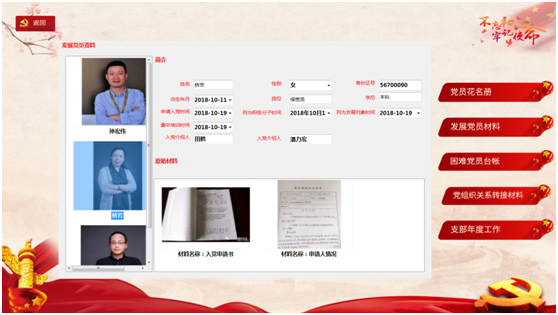 返回
不忘初心
牢记使命
发展党员资料
简介
姓名 杨芳 性别 女 身份证号 56700090
出生年月 2018-10-11 岗位 保管员 学历 本科
申请入党时间 2018-10-19 列为积极分子时间 2018年10月1 列为发展对象时间 2018-10-19
集中培训时间 2018-10-19
入党介绍人 田鹤 入党介绍人 潘力宏
孙宏伟
杨芳
原始材料
材料名称：入党申请书
材料名称：申请人情况
党员花名册
发展党员材料
困难党员台帐
党组织关系转接材料
支部年度工作